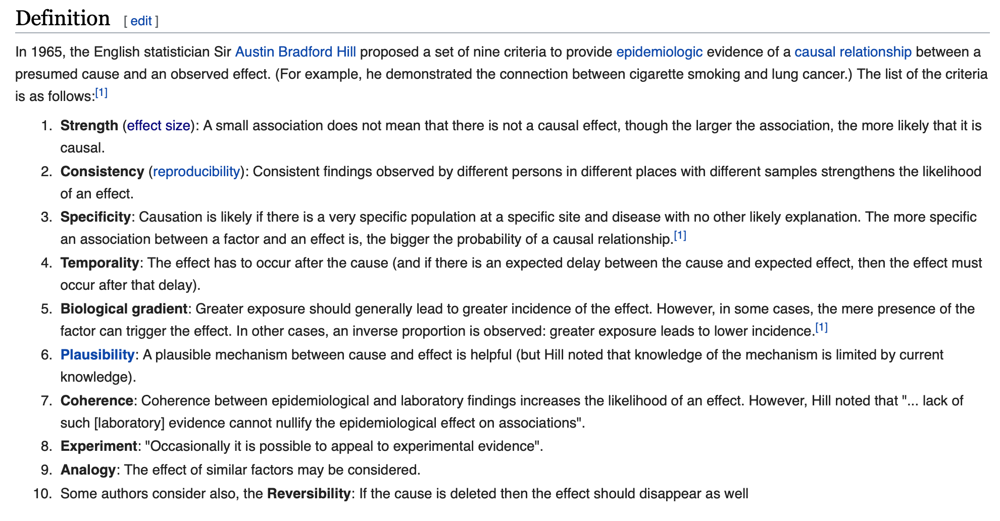 Definition [ edit ]
In 1965, the English statistician Sir Austin Bradford Hill proposed a set of nine criteria to provide epidemiologic evidence of a causal relationship between a
presumed cause and an observed effect. (For example, he demonstrated the connection between cigarette smoking and lung cancer.) The list of the criteria
is as follows:[1]
1. Strength (effect size): A small association does not mean that there is not a causal effect, though the larger the association, the more likely that it is
causal.
2. Consistency (reproducibility): Consistent findings observed by different persons in different places with different samples strengthens the likelihood
of an effect.
3. Specificity: Causation is likely if there is a very specific population at a specific site and disease with no other likely explanation. The more specific
an association between a factor and an effect is, the bigger the probability of a causal relationship.[1]
4. Temporality: The effect has to occur after the cause (and if there is an expected delay between the cause and expected effect, then the effect must
occur after that delay).
5. Biological gradient: Greater exposure should generally lead to greater incidence of the effect. However, in some cases, the mere presence of the
factor can trigger the effect. In other cases, an inverse proportion is observed: greater exposure leads to lower incidence.[1]
6. Plausibility: A plausible mechanism between cause and effect is helpful (but Hill noted that knowledge of the mechanism is limited by current
knowledge).
7. Coherence: Coherence between epidemiological and laboratory findings increases the likelihood of an effect. However, Hill noted that "... lack of
such [laboratory] evidence cannot nullify the epidemiological effect on associations".
8. Experiment: "Occasionally it is possible to appeal to experimental evidence".
9. Analogy: The effect of similar factors may be considered.
10. Some authors consider also, the Reversibility: If the cause is deleted then the effect should disappear as well